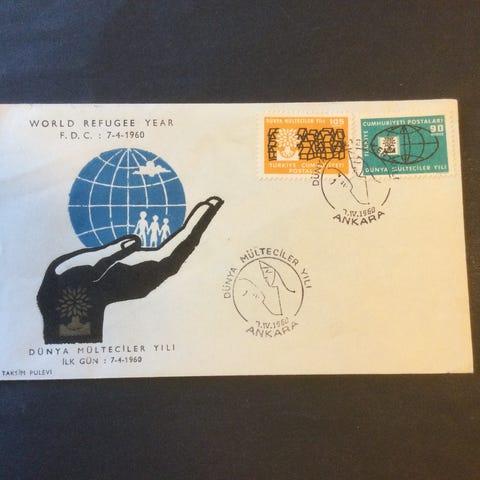 WORLD REFUGEE YEAR
F. D. C. : 7-4-1960
DÜNYA MÜLTECİLER YILI 105
TÜRKİYE CUMHURİYETİ
POSTALARI
TÜRKİYE CUMHURİYETİ POSTALARI
90
DÜNYA MÜLTECİLER YILI
7.IV.1960
ANKARA
DÜNYA MÜLTECİLER YILI
7.IV.1960
ANKARA
DÜNYA MÜLTECİLER YILI
İLK GÜN : 7-4-1960
TAKSİM PULEVİ